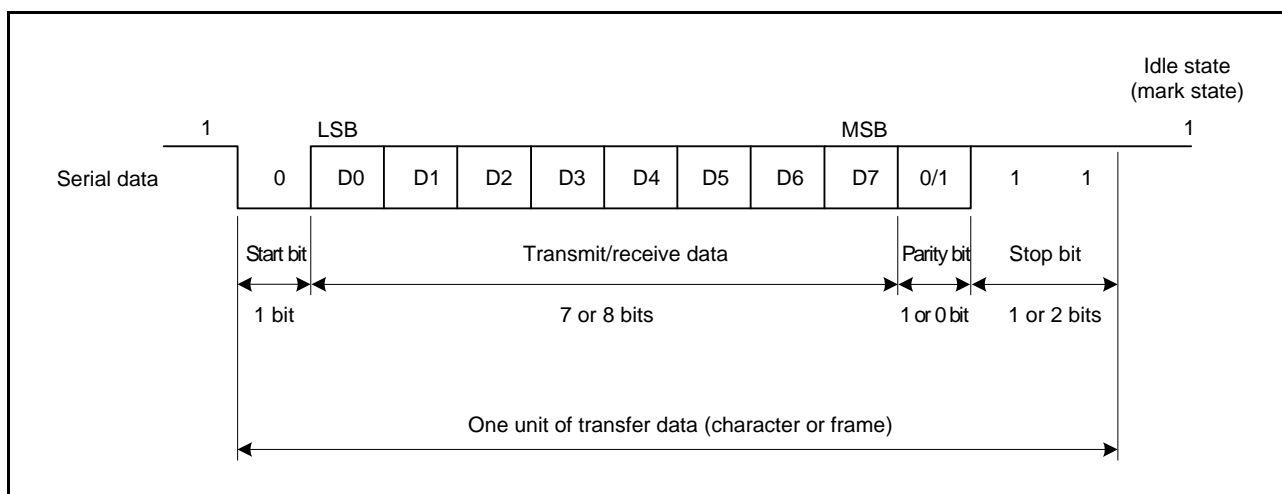 Idle state
(mark state)
1 LSB MSB 1
Serial data 0 D0 D1 D2 D3 D4 D5 D6 D7 0/1 1 1
Start bit Transmit/receive data Parity bit Stop bit
1 bit 7 or 8 bits 1 or 0 bit 1 or 2 bits
One unit of transfer data (character or frame)